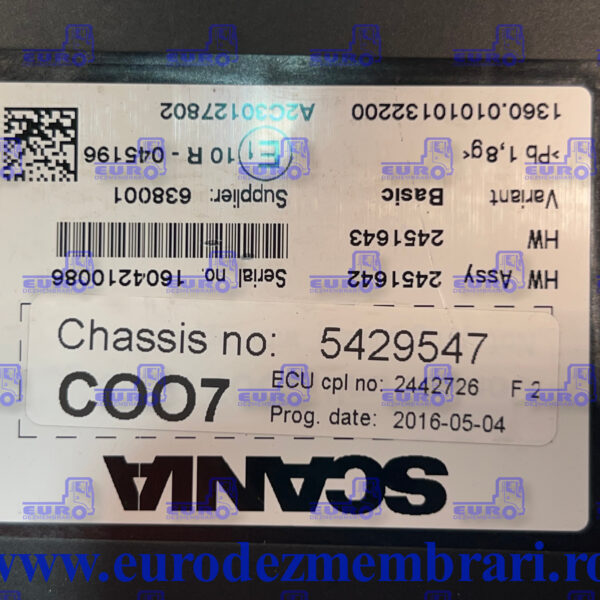 Chassis no: 5429547
COO7 ECU cpl no: 2442726 F 2
Prog. date: 2016-05-04
SCANIA
HW Assy 2451642 Serial no. 1604210086
HW 2451643
Variant Basic Supplier: 638001
>Pb 1,8g< E1 10 R - 045196
1360.01010132200 A2C30127802
EURO
DEZMEMBRARI
www.eurodezmembrari.ro